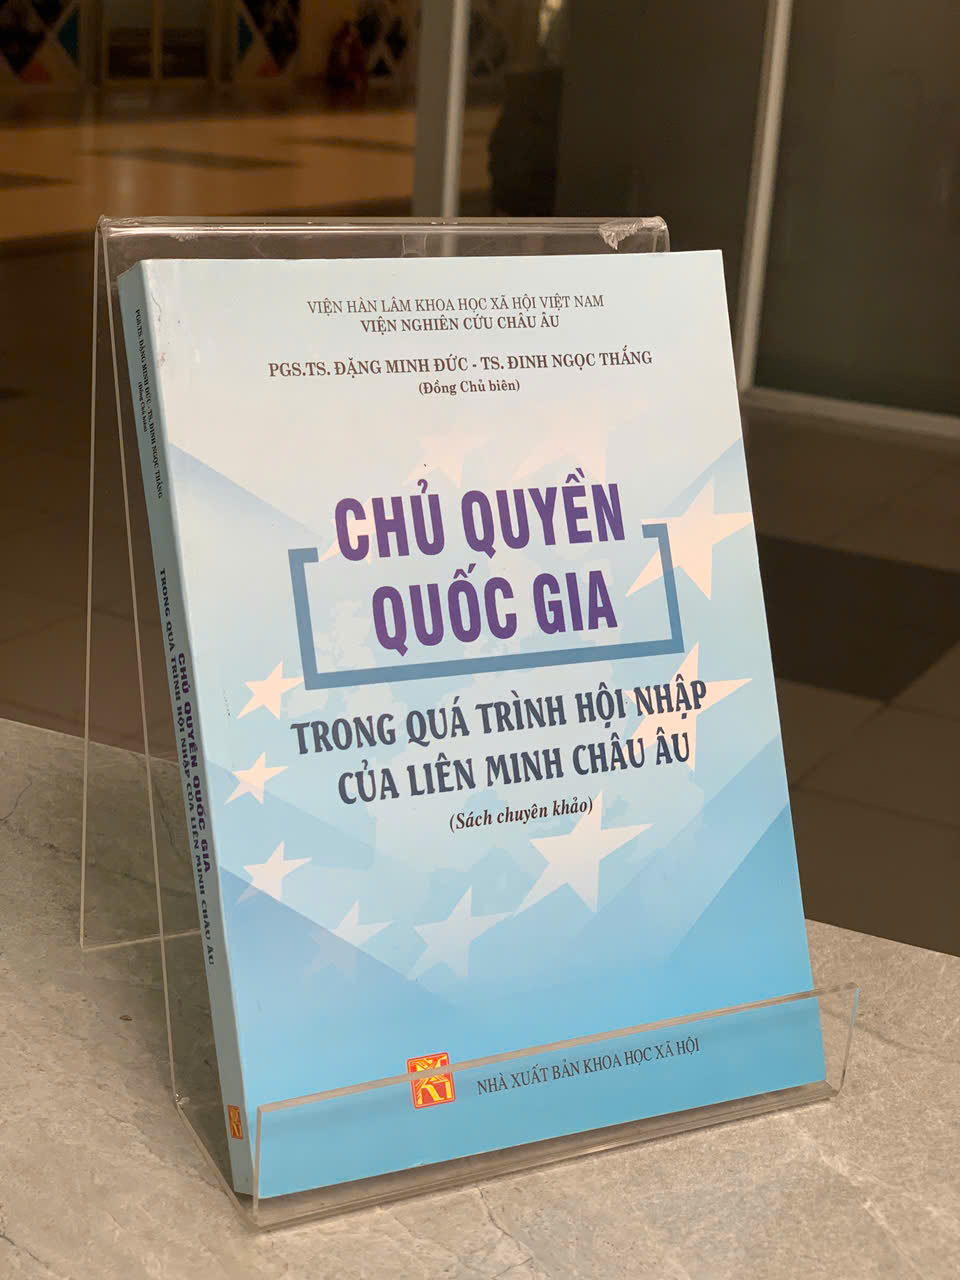 VIỆN HÀN LÂM KHOA HỌC XÃ HỘI VIỆT NAM
VIỆN NGHIÊN CỨU CHÂU ÂU
PGS.TS. ĐẶNG MINH ĐỨC - TS. ĐINH NGỌC THẮNG
(Đồng Chủ biên)
CHỦ QUYỀN
QUỐC GIA
TRONG QUÁ TRÌNH HỘI NHẬP
CỦA LIÊN MINH CHÂU ÂU
(Sách chuyên khảo)
NHÀ XUẤT BẢN KHOA HỌC XÃ HỘI
PGS.TS. ĐẶNG MINH ĐỨC - TS. ĐINH NGỌC THẮNG
(Đồng Chủ biên)
CHỦ QUYỀN QUỐC GIA
TRONG QUÁ TRÌNH HỘI NHẬP CỦA LIÊN MINH CHÂU ÂU